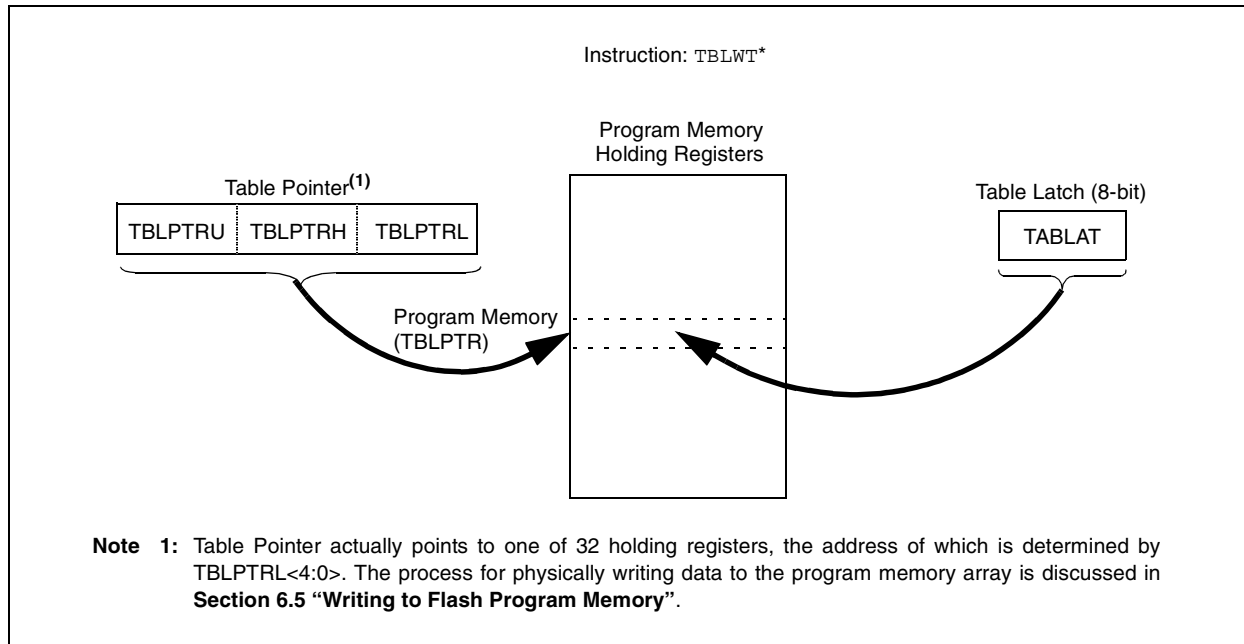 Instruction: TBLWT*
Program Memory
Holding Registers
Table Pointer(1)
Table Latch (8-bit)
TBLPTRU TBLPTRH TBLPTRL
TABLAT
Program Memory
(TBLPTR)
Note 1: Table Pointer actually points to one of 32 holding registers, the address of which is determined by
TBLPTRL<4:0>. The process for physically writing data to the program memory array is discussed in
Section 6.5 “Writing to Flash Program Memory”.